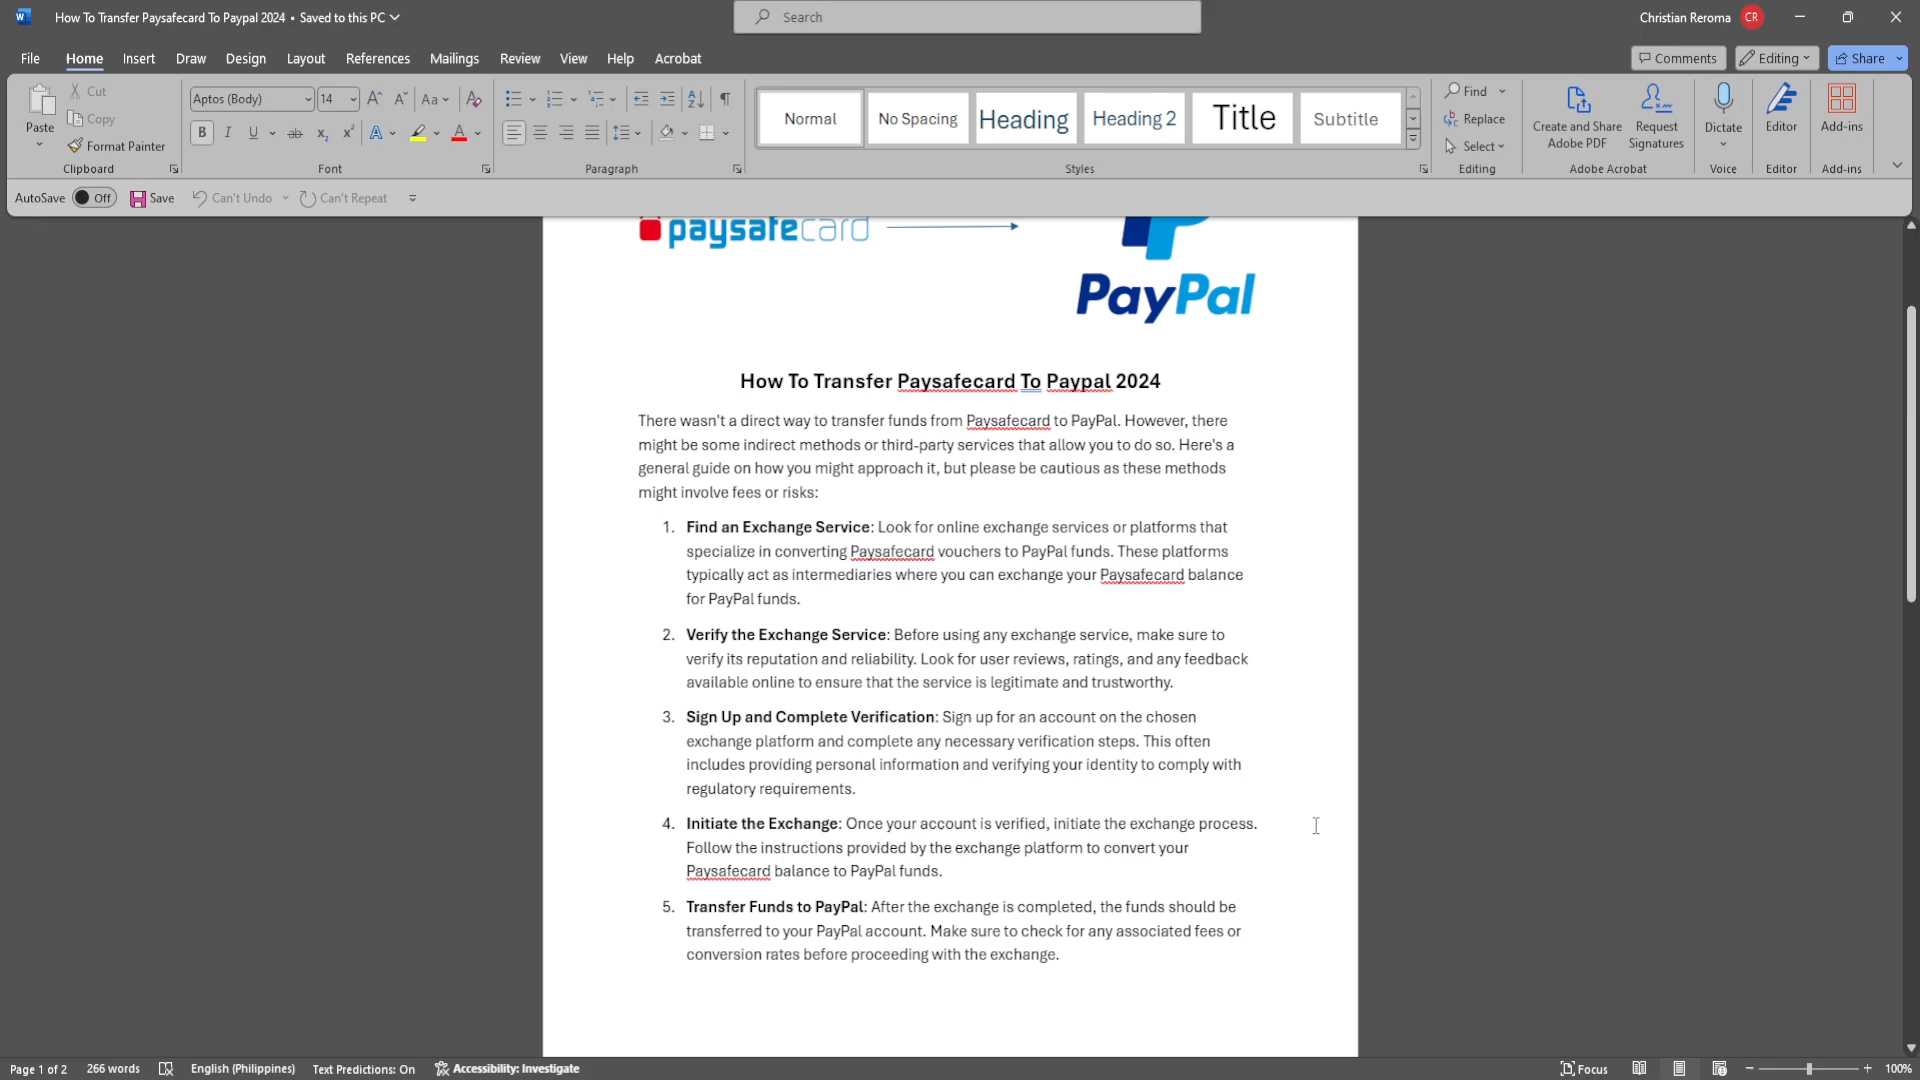 How To Transfer Paysafecard To Paypal 2024 • Saved to this PC
Search
Christian Reroma CR
File Home Insert Draw Design Layout References Mailings Review View Help Acrobat
Comments Editing Share
Paste
Cut
Copy
Format Painter
Clipboard
Aptos (Body) 14
Font
Paragraph
Normal No Spacing Heading Heading 2 Title Subtitle
Styles
Find
Replace
Select
Editing
Create and Share Adobe PDF
Request Signatures
Adobe Acrobat
Dictate
Voice
Editor
Editor
Add-ins
Add-ins
AutoSave Off Save Can't Undo Can't Repeat
paysafecard
PayPal
How To Transfer Paysafecard To Paypal 2024
There wasn't a direct way to transfer funds from Paysafecard to PayPal. However, there
might be some indirect methods or third-party services that allow you to do so. Here's a
general guide on how you might approach it, but please be cautious as these methods
might involve fees or risks:
1. Find an Exchange Service: Look for online exchange services or platforms that
specialize in converting Paysafecard vouchers to PayPal funds. These platforms
typically act as intermediaries where you can exchange your Paysafecard balance
for PayPal funds.
2. Verify the Exchange Service: Before using any exchange service, make sure to
verify its reputation and reliability. Look for user reviews, ratings, and any feedback
available online to ensure that the service is legitimate and trustworthy.
3. Sign Up and Complete Verification: Sign up for an account on the chosen
exchange platform and complete any necessary verification steps. This often
includes providing personal information and verifying your identity to comply with
regulatory requirements.
4. Initiate the Exchange: Once your account is verified, initiate the exchange process.
Follow the instructions provided by the exchange platform to convert your
Paysafecard balance to PayPal funds.
5. Transfer Funds to PayPal: After the exchange is completed, the funds should be
transferred to your PayPal account. Make sure to check for any associated fees or
conversion rates before proceeding with the exchange.
Page 1 of 2 266 words English (Philippines) Text Predictions: On Accessibility: Investigate Focus 100%